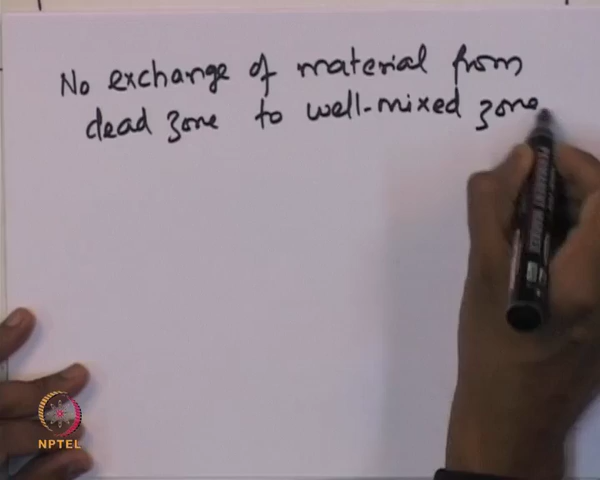 No exchange of material from
dead zone to well-mixed zone
NPTEL